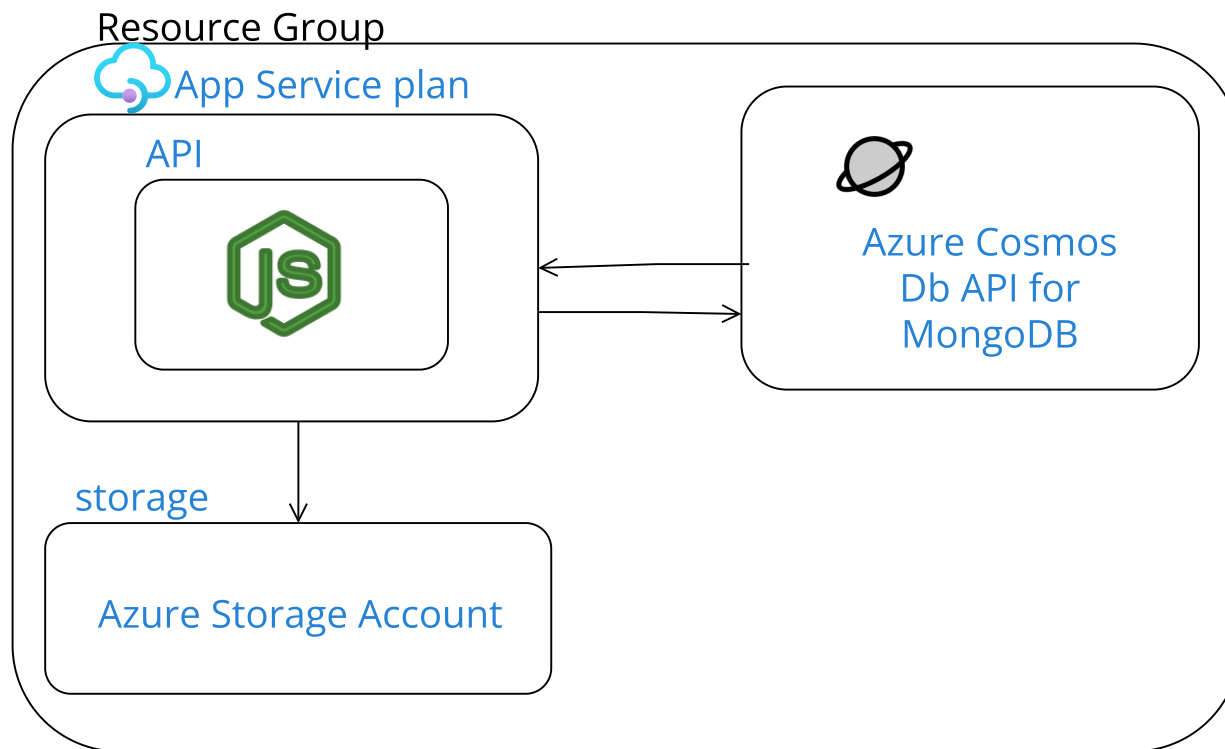 Resource Group
App Service plan
API
JS
Azure Cosmos
Db API for
MongoDB
storage
Azure Storage Account